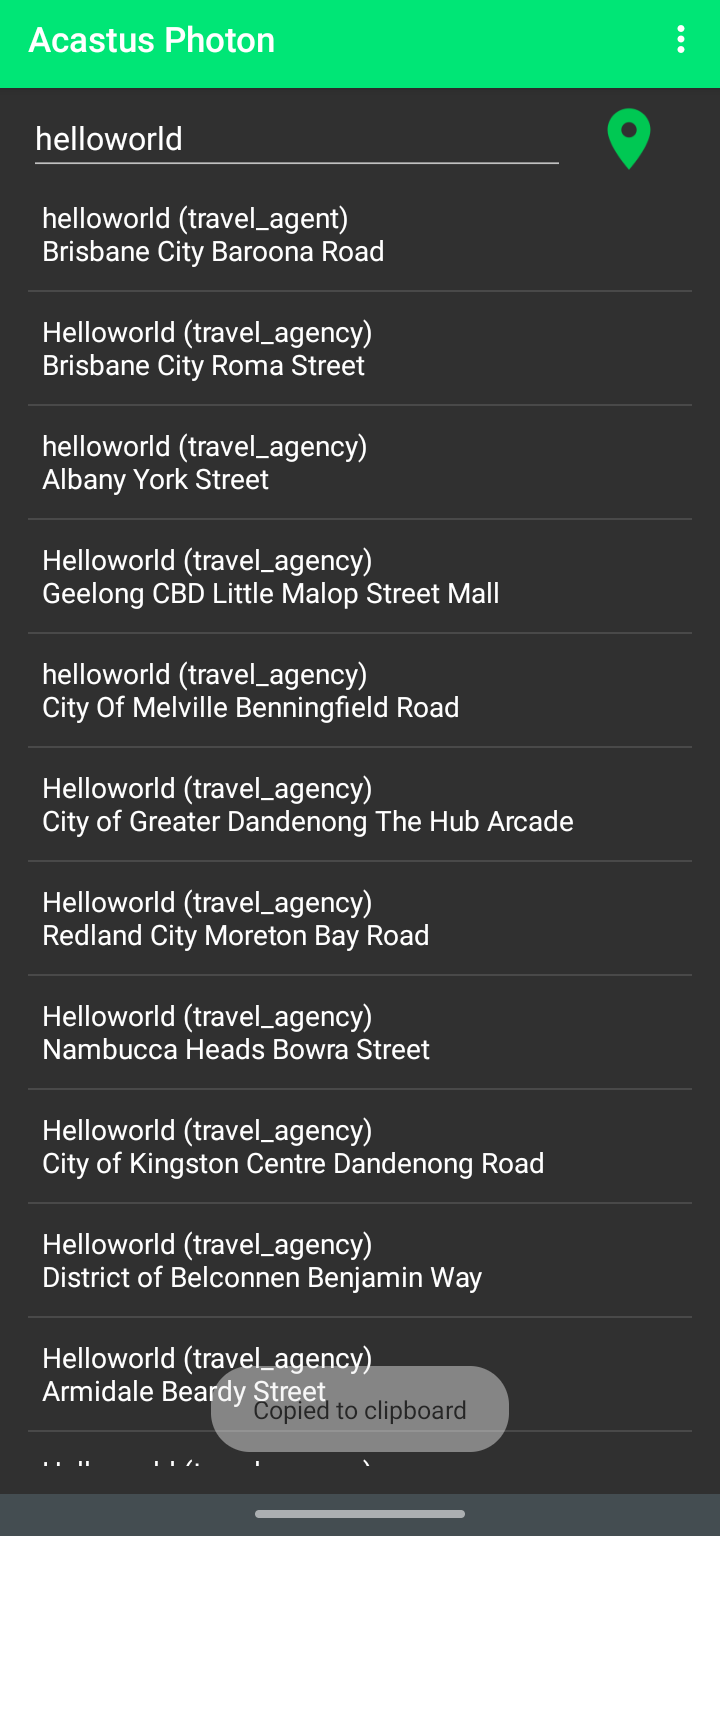 Acastus Photon
helloworld
helloworld (travel_agent)
Brisbane City Baroona Road
Helloworld (travel_agency)
Brisbane City Roma Street
helloworld (travel_agency)
Albany York Street
Helloworld (travel_agency)
Geelong CBD Little Malop Street Mall
helloworld (travel_agency)
City Of Melville Benningfield Road
Helloworld (travel_agency)
City of Greater Dandenong The Hub Arcade
Helloworld (travel_agency)
Redland City Moreton Bay Road
Helloworld (travel_agency)
Nambucca Heads Bowra Street
Helloworld (travel_agency)
City of Kingston Centre Dandenong Road
Helloworld (travel_agency)
District of Belconnen Benjamin Way
Helloworld (travel_agency)
Armidale Beardy Street
Copied to clipboard